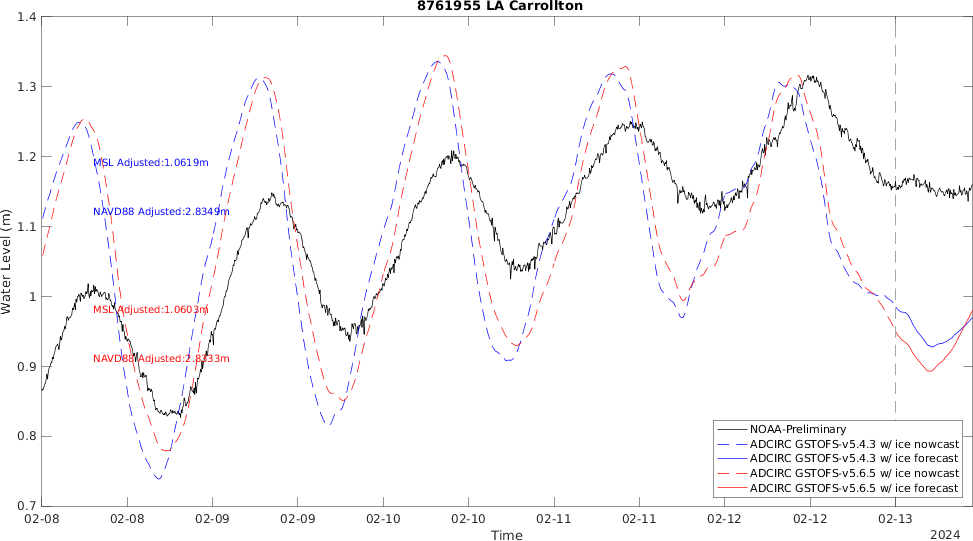 8761955 LA Carrollton
Water Level (m)
1.4
1.3
1.2
1.1
1
0.9
0.8
0.7
MSL Adjusted:1.0619m
NAVD88 Adjusted:2.8349m
MSL Adjusted:1.0603m
NAVD88 Adjusted:2.8333m
NOAA-Preliminary
ADCIRC GSTOFS-v5.4.3 w/ ice nowcast
ADCIRC GSTOFS-v5.4.3 w/ ice forecast
ADCIRC GSTOFS-v5.6.5 w/ ice nowcast
ADCIRC GSTOFS-v5.6.5 w/ ice forecast
02-08 02-08 02-09 02-09 02-10 02-10 02-11 02-11 02-12 02-12 02-13
Time
2024